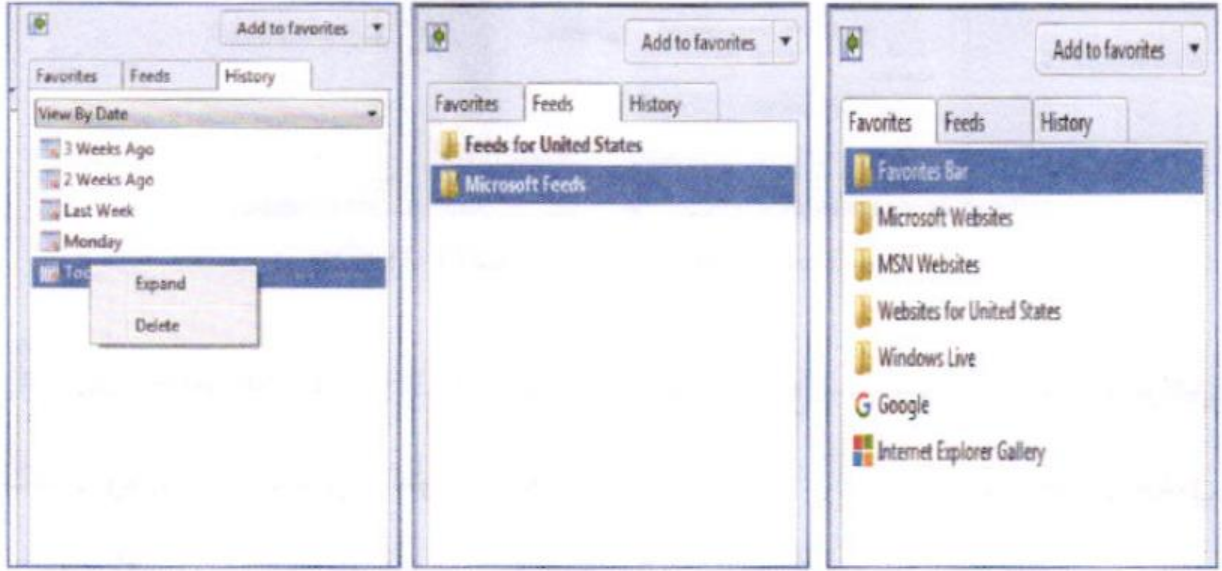 Add to favorites
Favorites Feeds History
View By Date
3 Weeks Ago
2 Weeks Ago
Last Week
Monday
Expand
Delete
Add to favorites
Favorites Feeds History
Feeds for United States
Microsoft Feeds
Add to favorites
Favorites Feeds History
Favorites Bar
Microsoft Websites
MSN Websites
Websites for United States
Windows Live
Google
Internet Explorer Gallery